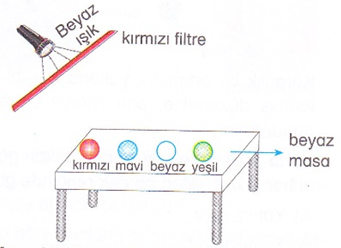 Beyaz
ışık
kırmızı filtre
kırmızı mavi beyaz yeşil
beyaz
masa